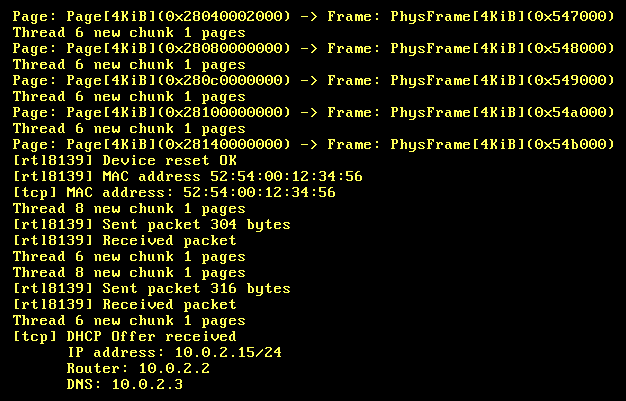 Page: Page[4KiB](0x28040002000) -> Frame: PhysFrame[4KiB](0x547000)
Thread 6 new chunk 1 pages
Page: Page[4KiB](0x28080000000) -> Frame: PhysFrame[4KiB](0x548000)
Thread 6 new chunk 1 pages
Page: Page[4KiB](0x280c0000000) -> Frame: PhysFrame[4KiB](0x549000)
Thread 6 new chunk 1 pages
Page: Page[4KiB](0x28100000000) -> Frame: PhysFrame[4KiB](0x54a000)
Thread 6 new chunk 1 pages
Page: Page[4KiB](0x28140000000) -> Frame: PhysFrame[4KiB](0x54b000)
[rtl8139] Device reset OK
[rtl8139] MAC address 52:54:00:12:34:56
[tcp] MAC address: 52:54:00:12:34:56
Thread 8 new chunk 1 pages
[rtl8139] Sent packet 304 bytes
[rtl8139] Received packet
Thread 6 new chunk 1 pages
Thread 8 new chunk 1 pages
[rtl8139] Sent packet 316 bytes
[rtl8139] Received packet
Thread 6 new chunk 1 pages
[tcp] DHCP Offer received
IP address: 10.0.2.15/24
Router: 10.0.2.2
DNS: 10.0.2.3